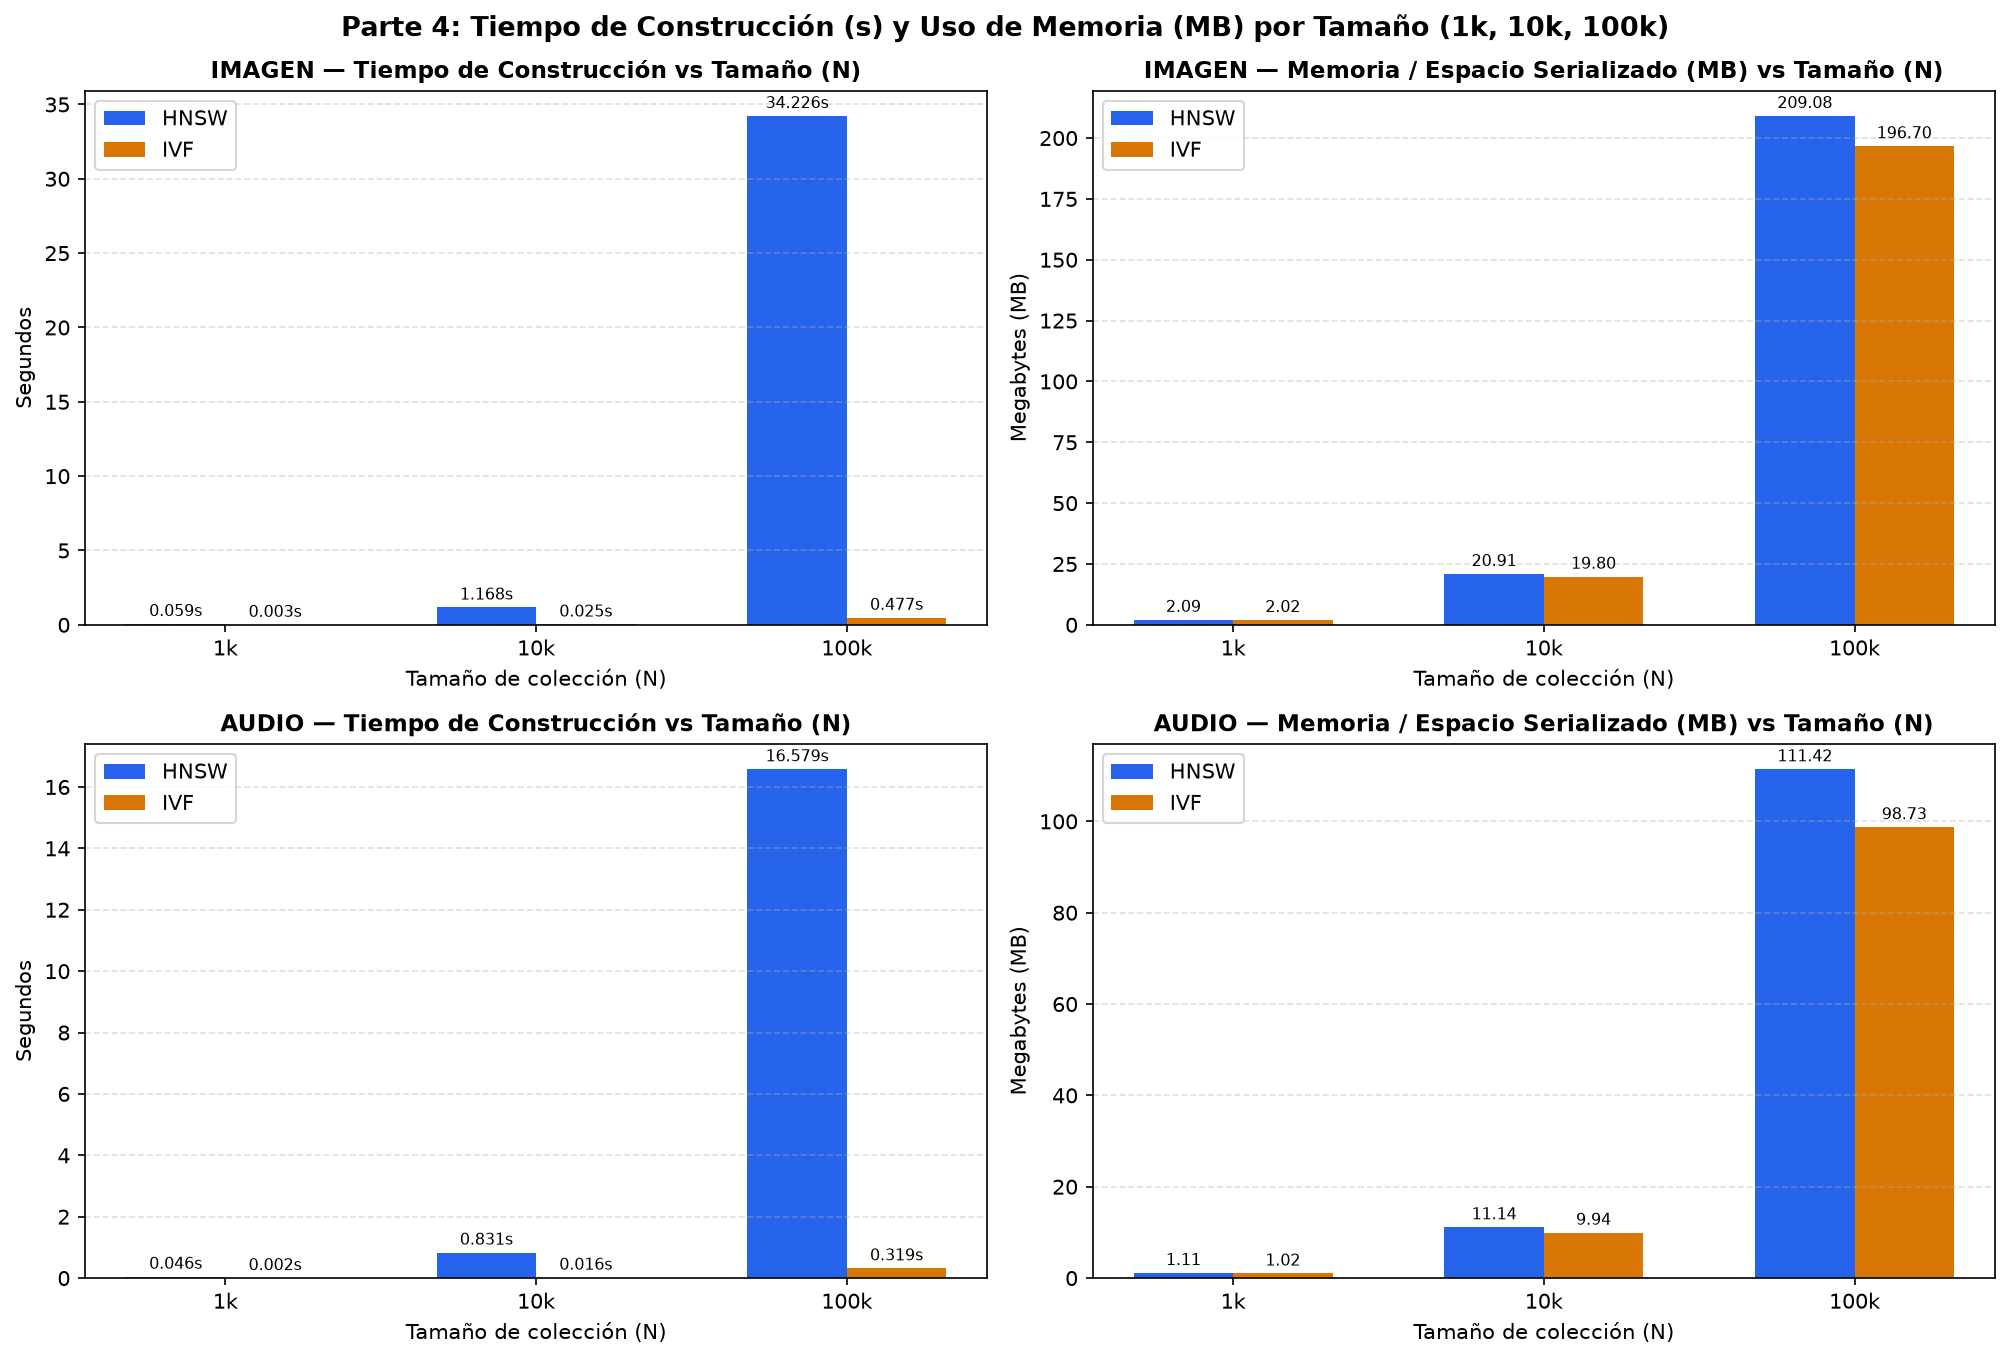 Parte 4: Tiempo de Construcción (s) y Uso de Memoria (MB) por Tamaño (1k, 10k, 100k)
IMAGEN — Tiempo de Construcción vs Tamaño (N)
HNSW
IVF
Segundos
35
30
25
20
15
10
5
0
0.059s
0.003s
1.168s
0.025s
34.226s
0.477s
1k
10k
100k
Tamaño de colección (N)
IMAGEN — Memoria / Espacio Serializado (MB) vs Tamaño (N)
HNSW
IVF
Megabytes (MB)
200
175
150
125
100
75
50
25
0
2.09
2.02
20.91
19.80
209.08
196.70
1k
10k
100k
Tamaño de colección (N)
AUDIO — Tiempo de Construcción vs Tamaño (N)
HNSW
IVF
Segundos
16
14
12
10
8
6
4
2
0
0.046s
0.002s
0.831s
0.016s
16.579s
0.319s
1k
10k
100k
Tamaño de colección (N)
AUDIO — Memoria / Espacio Serializado (MB) vs Tamaño (N)
HNSW
IVF
Megabytes (MB)
100
80
60
40
20
0
1.11
1.02
11.14
9.94
111.42
98.73
1k
10k
100k
Tamaño de colección (N)